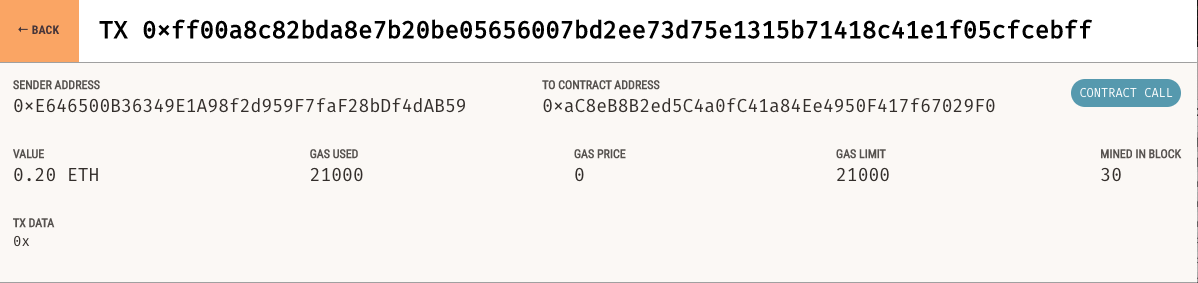 ← BACK
TX 0×ff00a8c82bda8e7b20be05656007bd2ee73d75e1315b71418c41e1f05cfcebff
SENDER ADDRESS
0×E646500B36349E1A98f2d959F7faF28bDf4dAB59
TO CONTRACT ADDRESS
0×aC8eB8B2ed5C4a0fC41a84Ee4950F417f67029F0
CONTRACT CALL
VALUE
0.20 ETH
GAS USED
21000
GAS PRICE
0
GAS LIMIT
21000
MINED IN BLOCK
30
TX DATA
0x